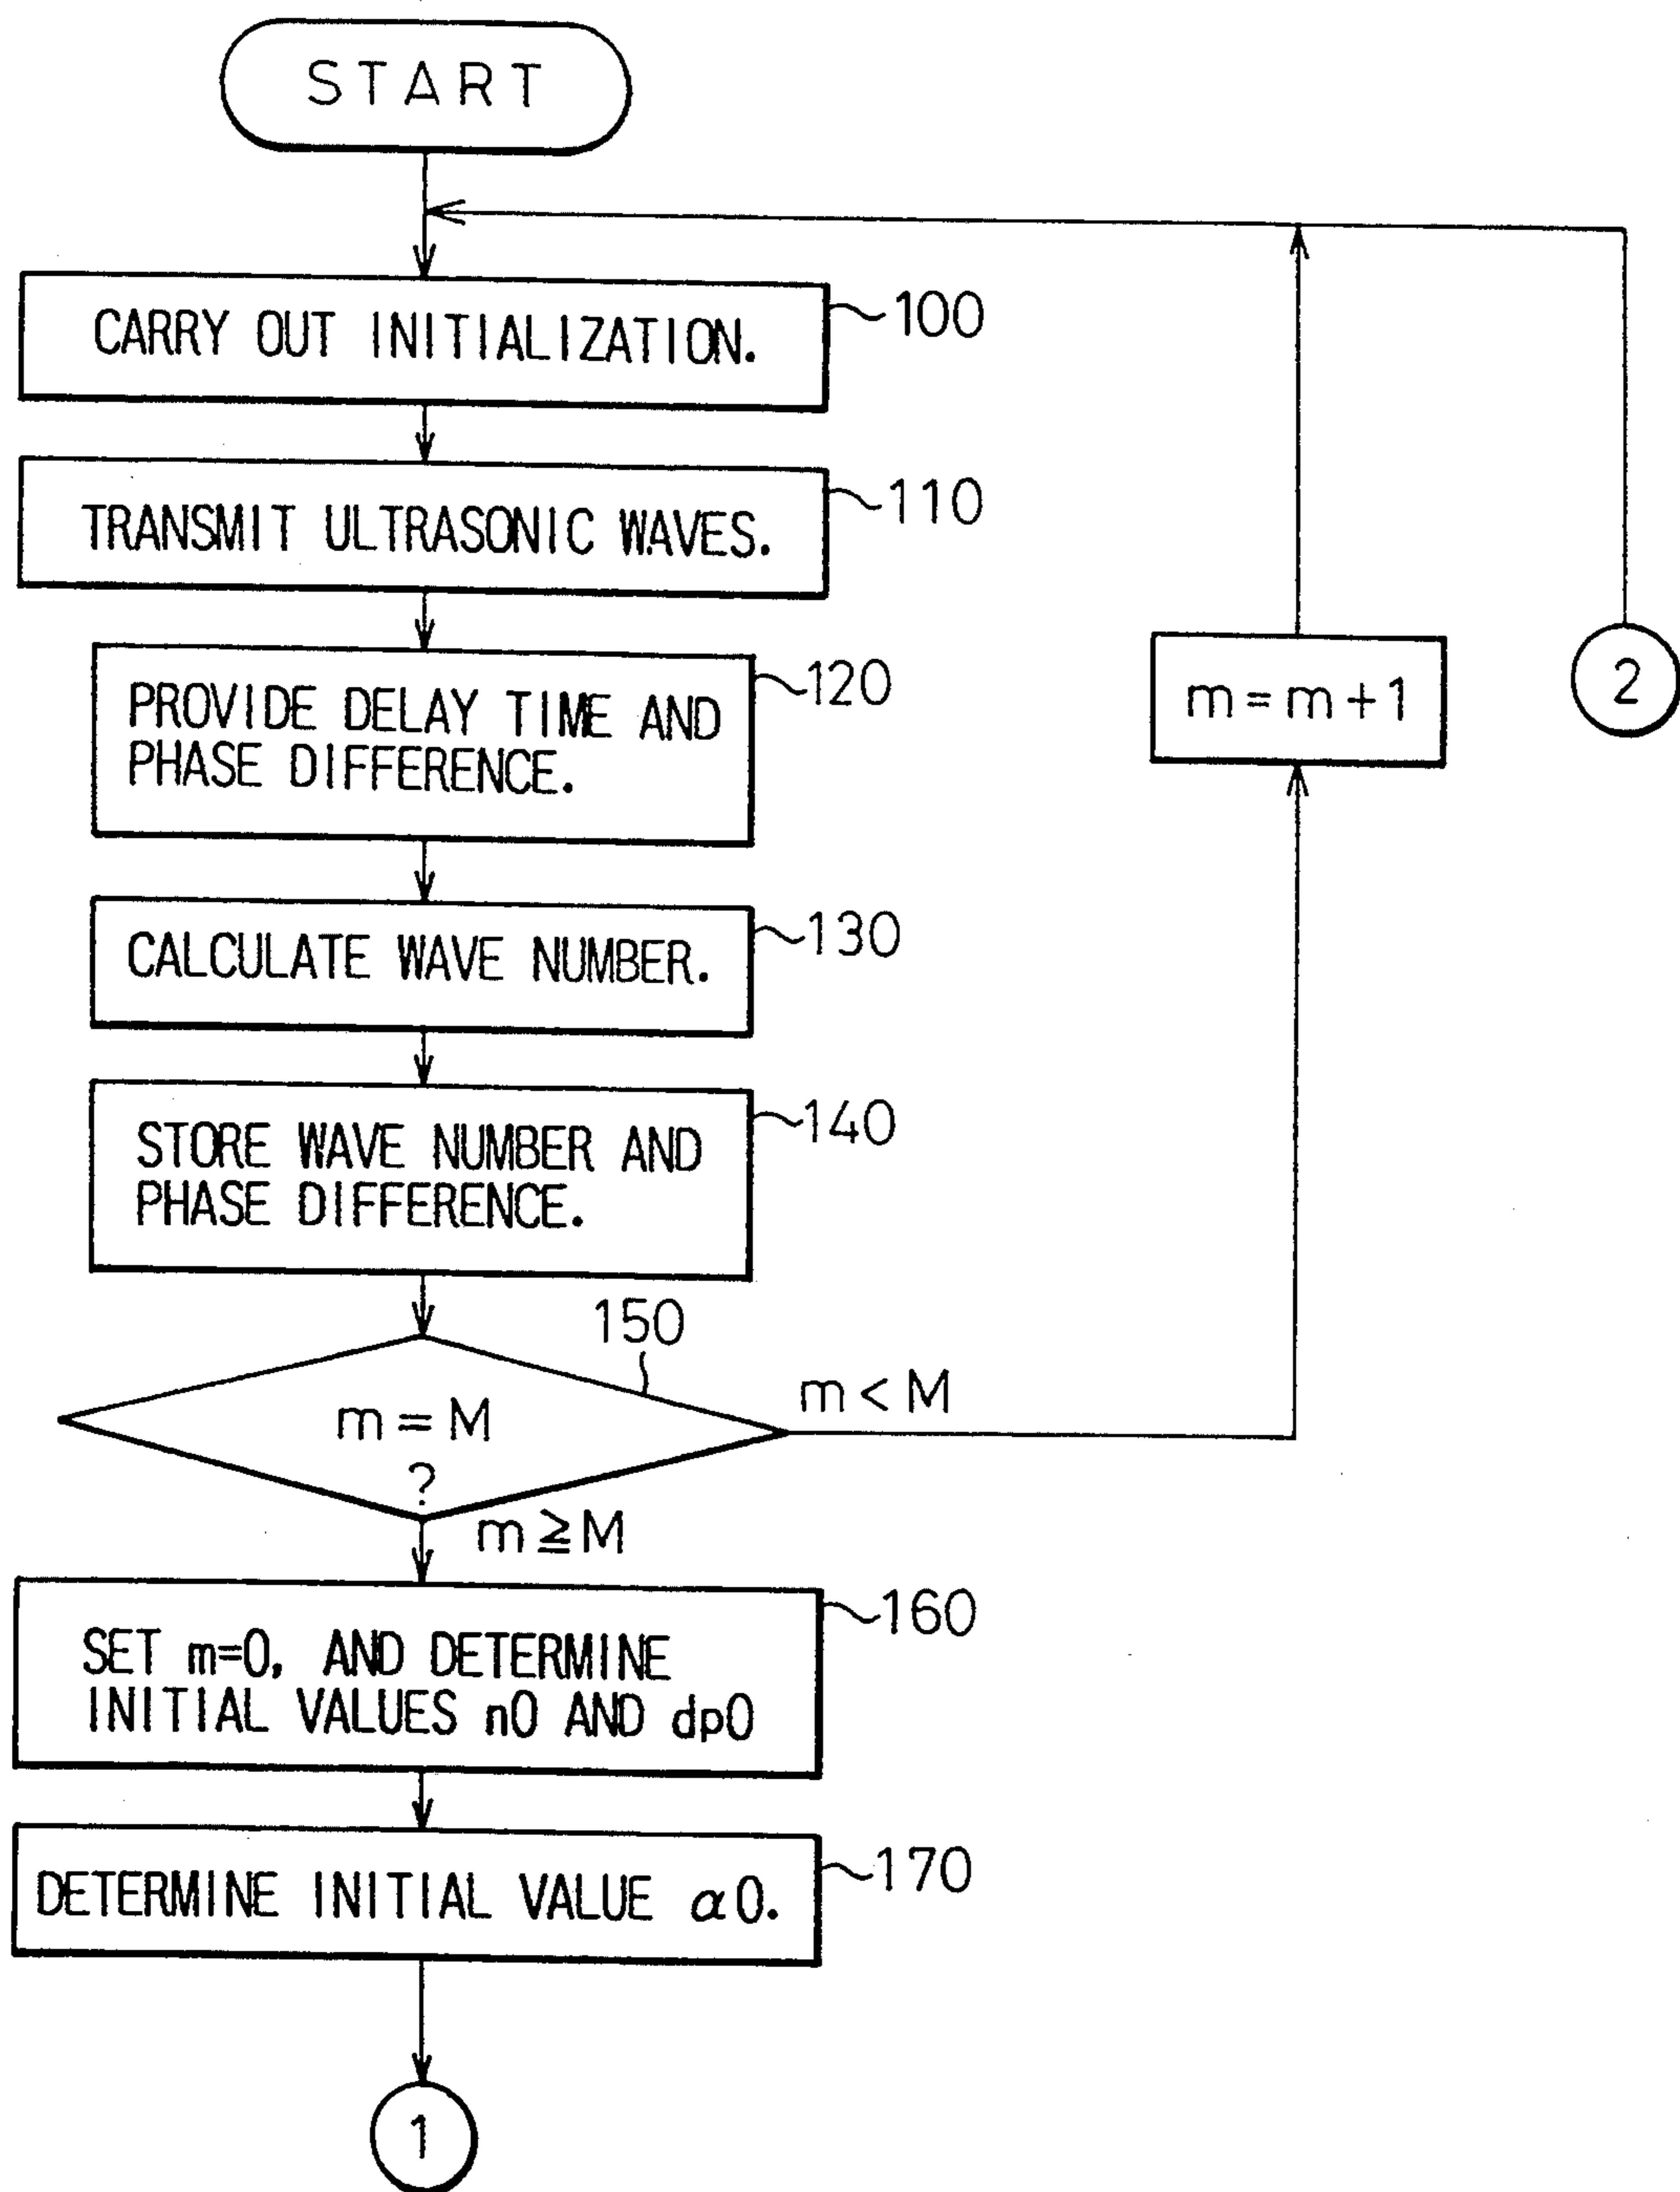 START
CARRY OUT INITIALIZATION.
100
TRANSMIT ULTRASONIC WAVES.
110
PROVIDE DELAY TIME AND
PHASE DIFFERENCE.
120
m = m + 1
2
CALCULATE WAVE NUMBER.
130
STORE WAVE NUMBER AND
PHASE DIFFERENCE.
140
150
m = M
?
m < M
m ≧ M
SET m=0, AND DETERMINE
INITIAL VALUES n0 AND dp0
160
DETERMINE INITIAL VALUE α0.
170
1